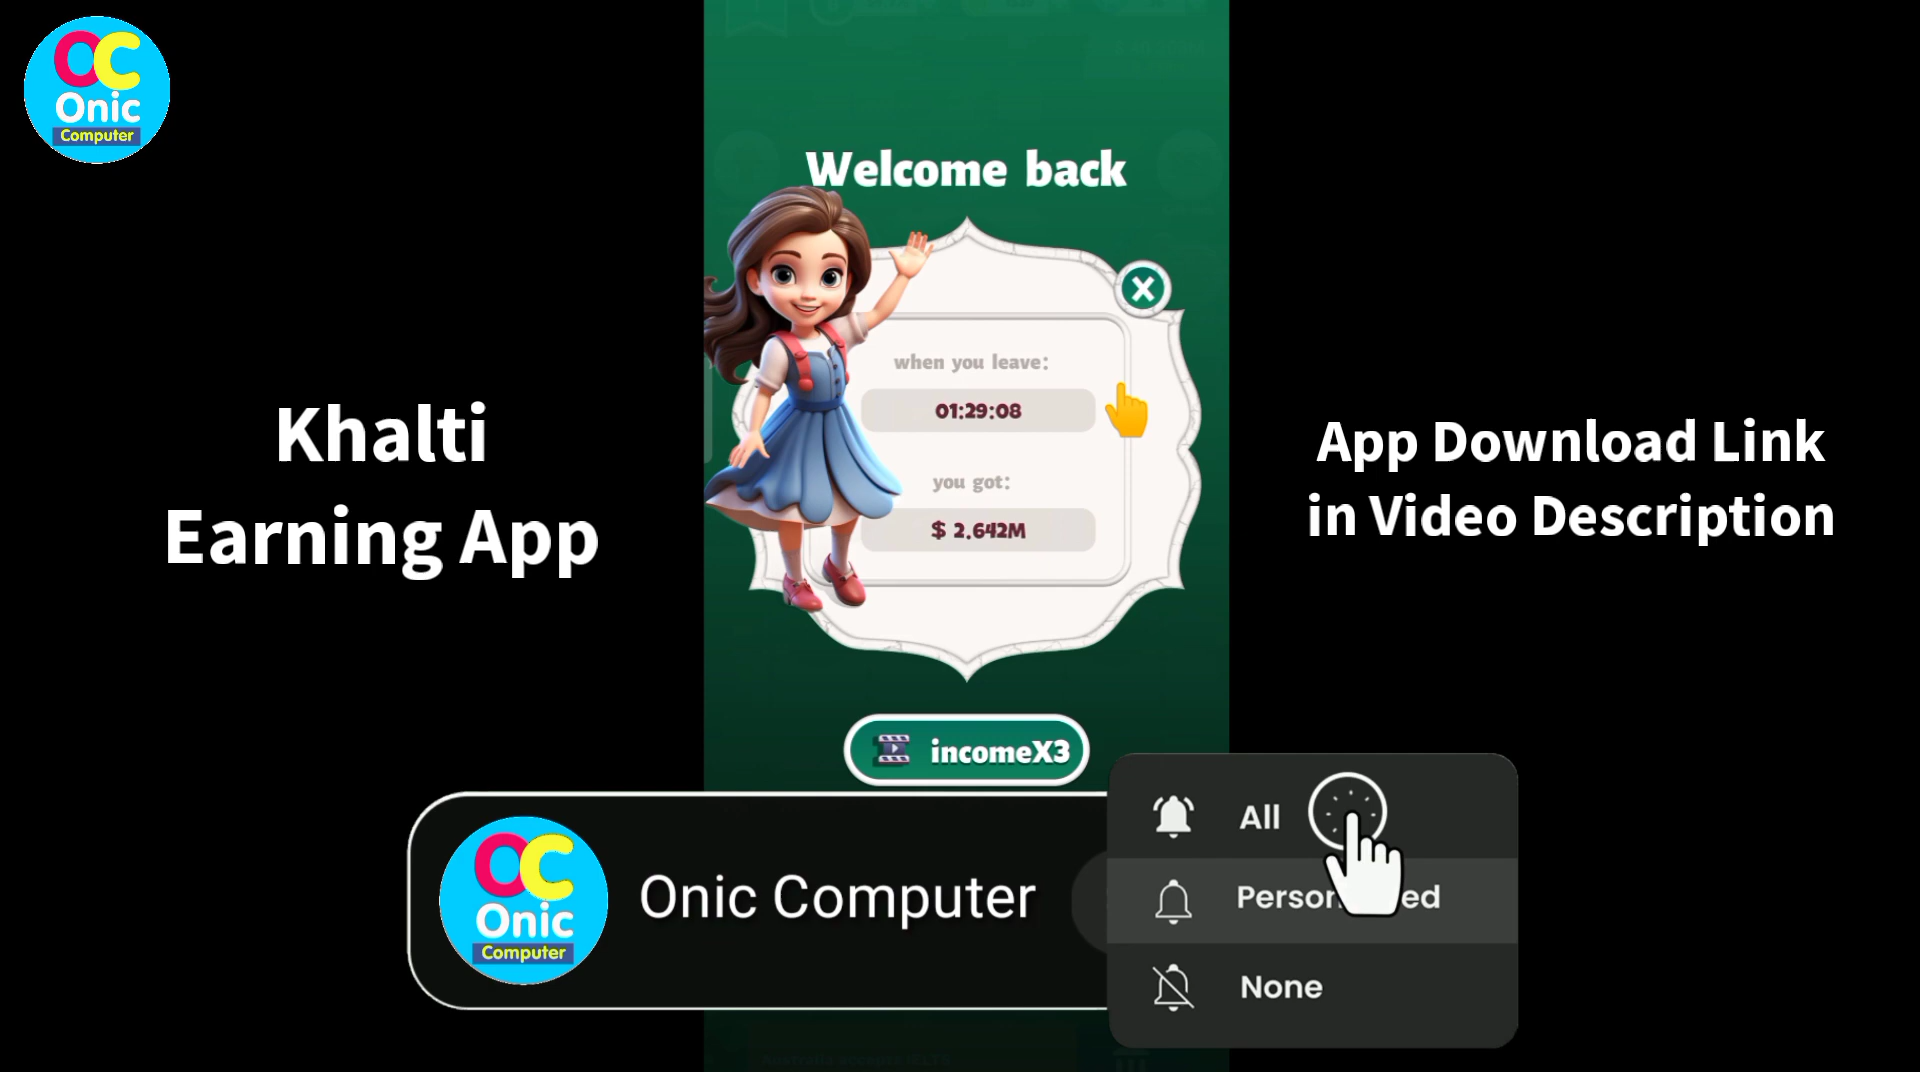 OC
Onic
Computer
Welcome back
when you leave:
01:29:08
you got:
$ 2.642M
incomeX3
Khalti
Earning App
App Download Link
in Video Description
OC
Onic
Computer
Onic Computer
All
None